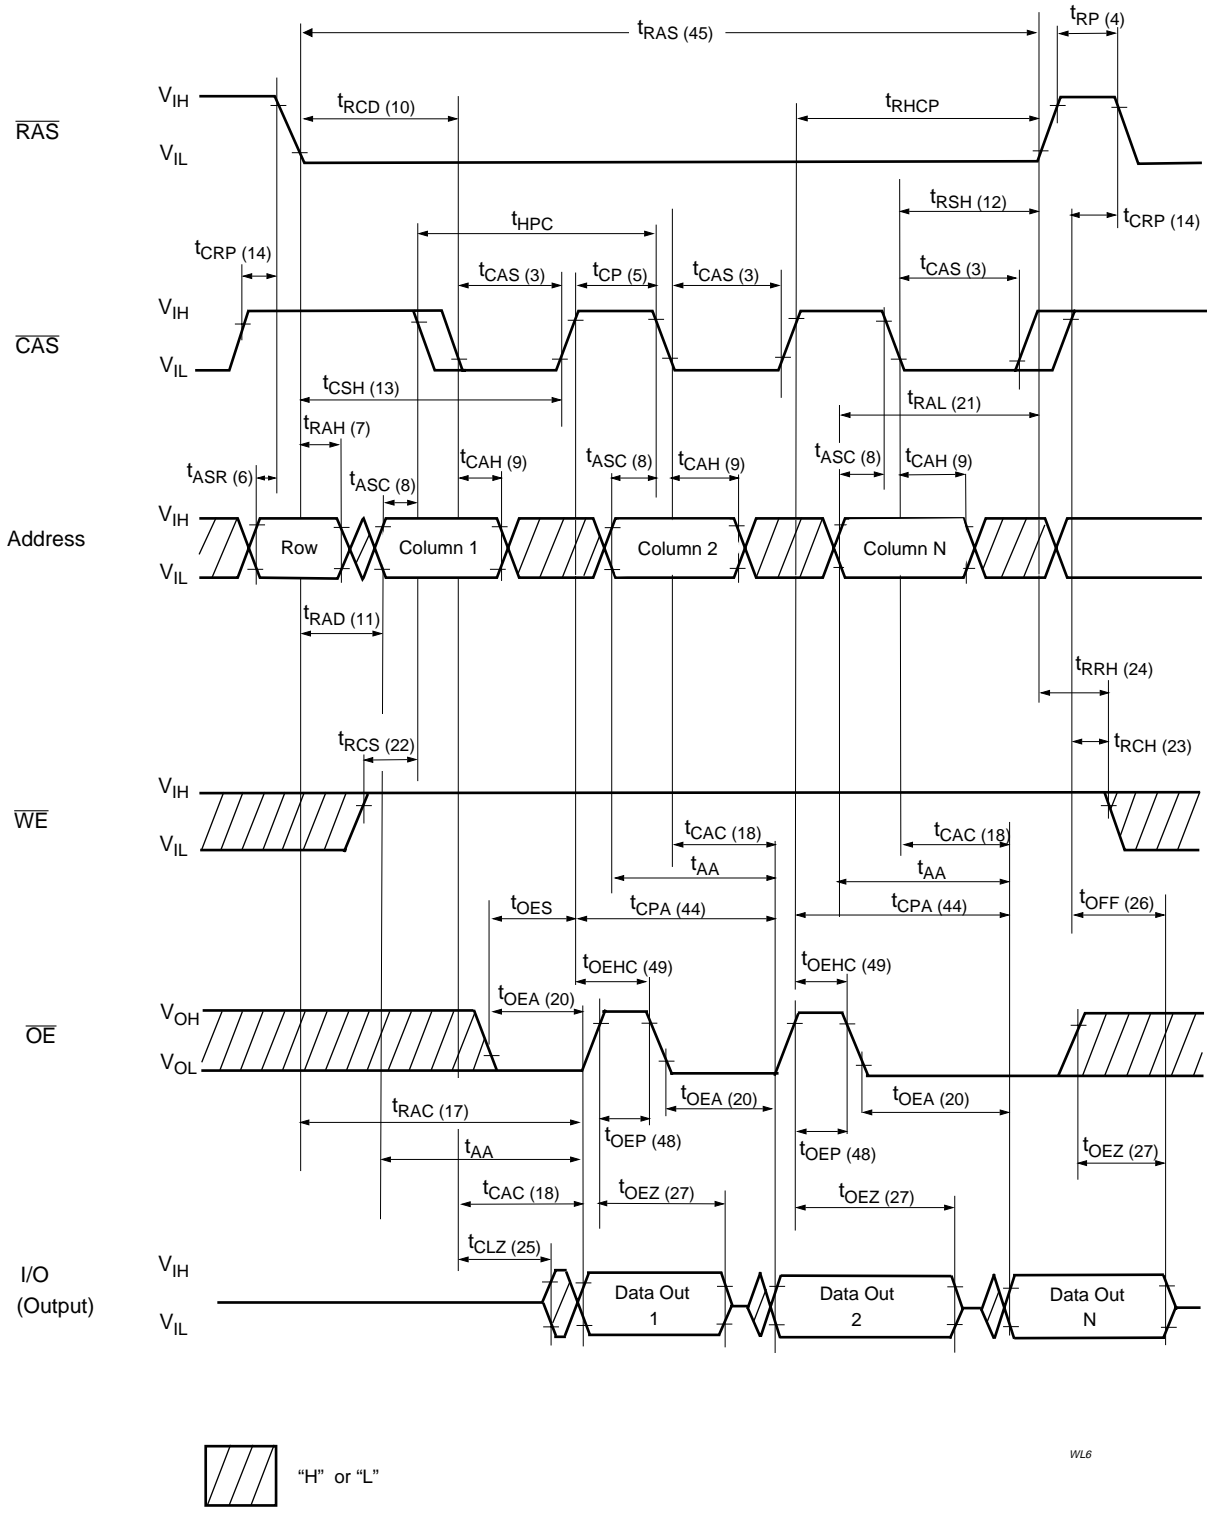 tRAS (45)
tRP (4)
VIH
tRCD (10)
tRHCP
RAS
VIL
tRSH (12)
tHPC
tCRP (14)
tCRP (14)
tCAS (3)
tCP (5)
tCAS (3)
tCAS (3)
VIH
CAS
VIL
tCSH (13)
tRAL (21)
tRAH (7)
tASR (6)
tASC (8)
tCAH (9)
tASC (8)
tCAH (9)
tASC (8)
tCAH (9)
VIH
Address
Row
Column 1
Column 2
Column N
VIL
tRAD (11)
tRRH (24)
tRCS (22)
tRCH (23)
VIH
WE
VIL
tCAC (18)
tCAC (18)
tAA
tAA
tOES
tCPA (44)
tCPA (44)
tOFF (26)
tOEHC (49)
tOEHC (49)
tOEA (20)
VOH
OE
VOL
tRAC (17)
tOEA (20)
tOEA (20)
tOEP (48)
tOEP (48)
tAA
tOEZ (27)
tCAC (18)
tOEZ (27)
tOEZ (27)
tCLZ (25)
VIH
I/O
(Output)
VIL
Data Out
1
Data Out
2
Data Out
N
WL6
“H” or “L”